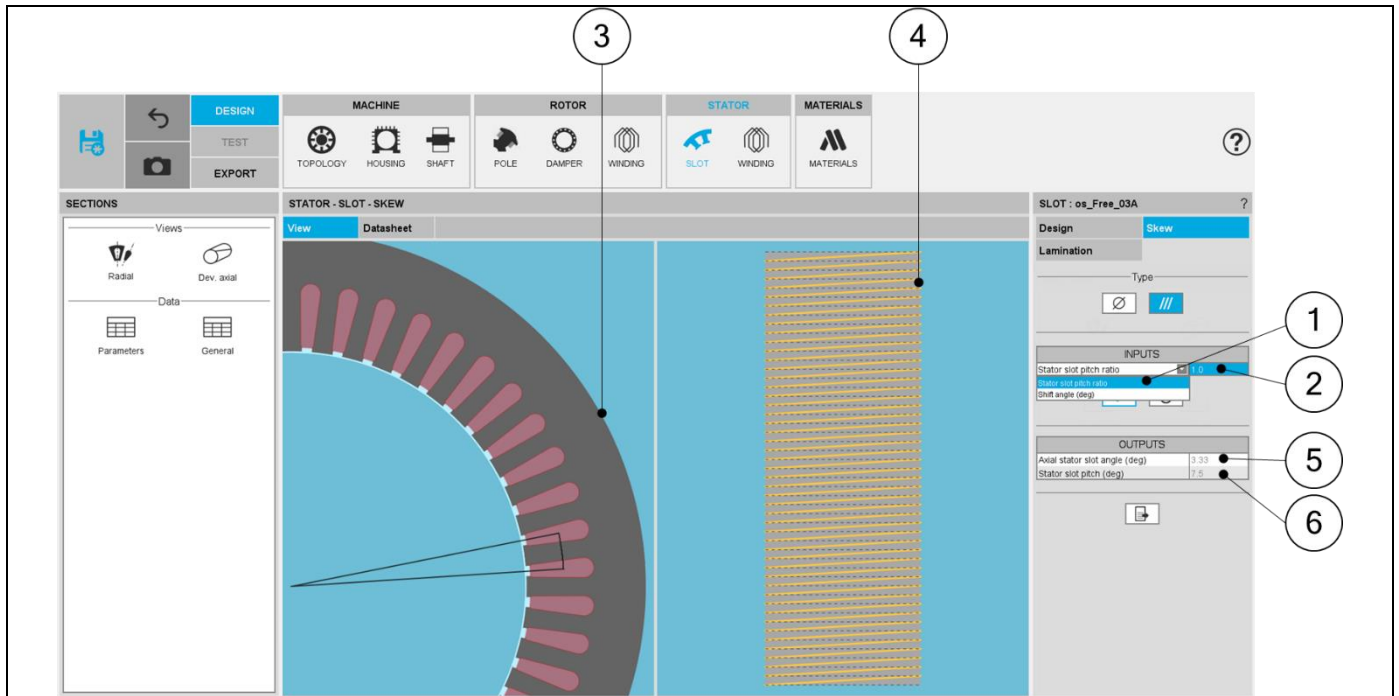 3
4
DESIGN
TEST
EXPORT
MACHINE
TOPOLOGY
HOUSING
SHAFT
ROTOR
POLE
DAMPER
WINDING
STATOR
SLOT
WINDING
MATERIALS
MATERIALS
?
SECTIONS
Views
Radial
Dev. axial
Data
Parameters
General
STATOR - SLOT - SKEW
View
Datasheet
SLOT : os_Free_03A
?
Design
Skew
Lamination
Type
INPUTS
Stator slot pitch ratio
1.0
Stator slot pitch ratio
Shift angle (deg)
1
2
OUTPUTS
Axial stator slot angle (deg)
3.33
Stator slot pitch (deg)
7.5
5
6